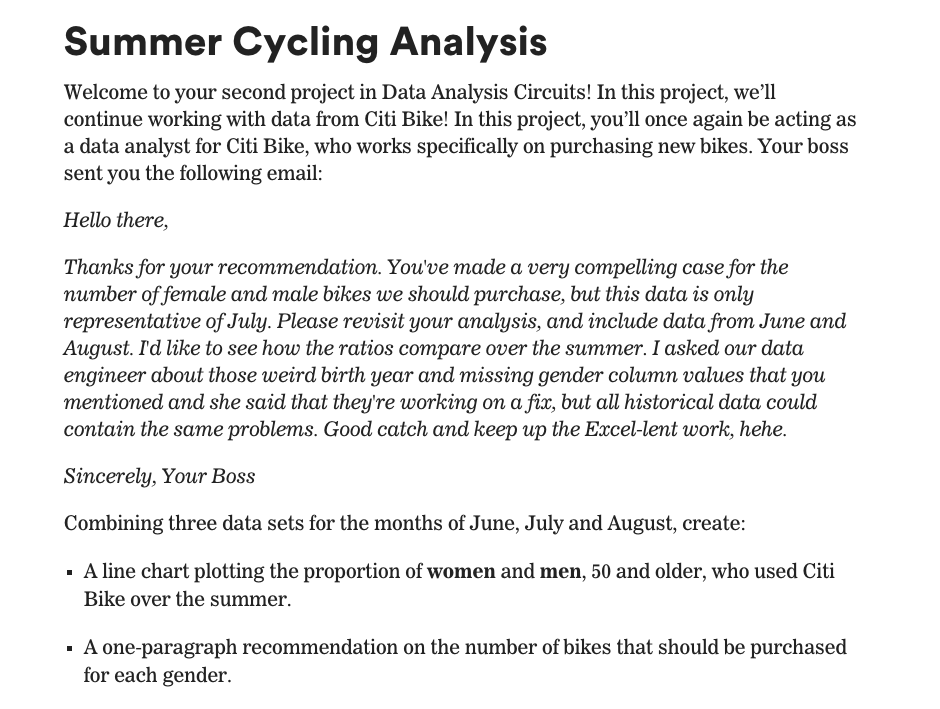 Summer Cycling Analysis
Welcome to your second project in Data Analysis Circuits! In this project, we’ll
continue working with data from Citi Bike! In this project, you’ll once again be acting as
a data analyst for Citi Bike, who works specifically on purchasing new bikes. Your boss
sent you the following email:
Hello there,
Thanks for your recommendation. You've made a very compelling case for the
number of female and male bikes we should purchase, but this data is only
representative of July. Please revisit your analysis, and include data from June and
August. I'd like to see how the ratios compare over the summer. I asked our data
engineer about those weird birth year and missing gender column values that you
mentioned and she said that they're working on a fix, but all historical data could
contain the same problems. Good catch and keep up the Excel-lent work, hehe.
Sincerely, Your Boss
Combining three data sets for the months of June, July and August, create:
▪ A line chart plotting the proportion of women and men, 50 and older, who used Citi
Bike over the summer.
▪ A one-paragraph recommendation on the number of bikes that should be purchased
for each gender.